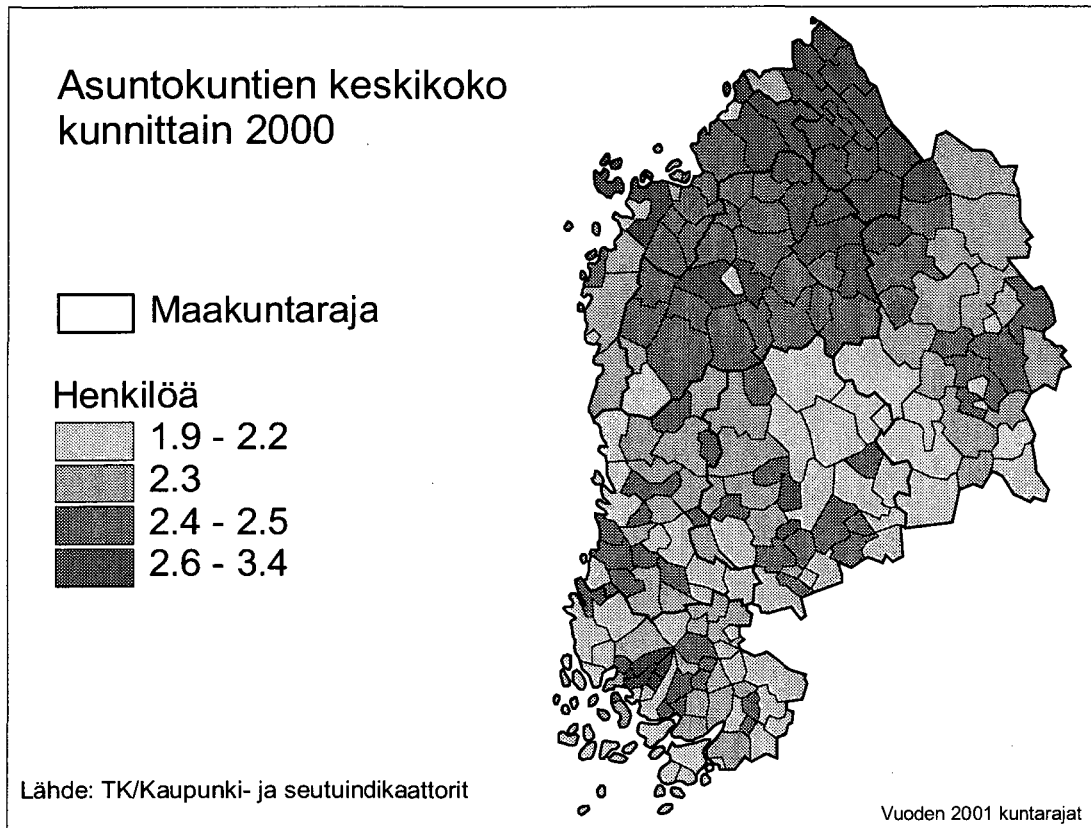 Asuntokuntien keskikoko
kunnittain 2000
Maakuntaraja
Henkilöä
1.9 - 2.2
2.3
2.4 - 2.5
2.6 - 3.4
Lähde: TK/Kaupunki- ja seutuindikaattorit
Vuoden 2001 kuntarajat